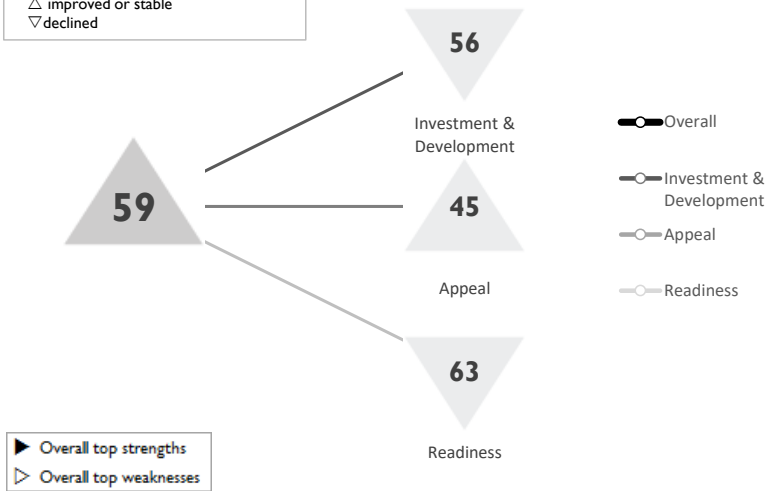 △ improved or stable
▽ declined
56
Investment &
Development
59
45
Appeal
63
Readiness
Overall
Investment &
Development
Appeal
Readiness
▶ Overall top strengths
▷ Overall top weaknesses